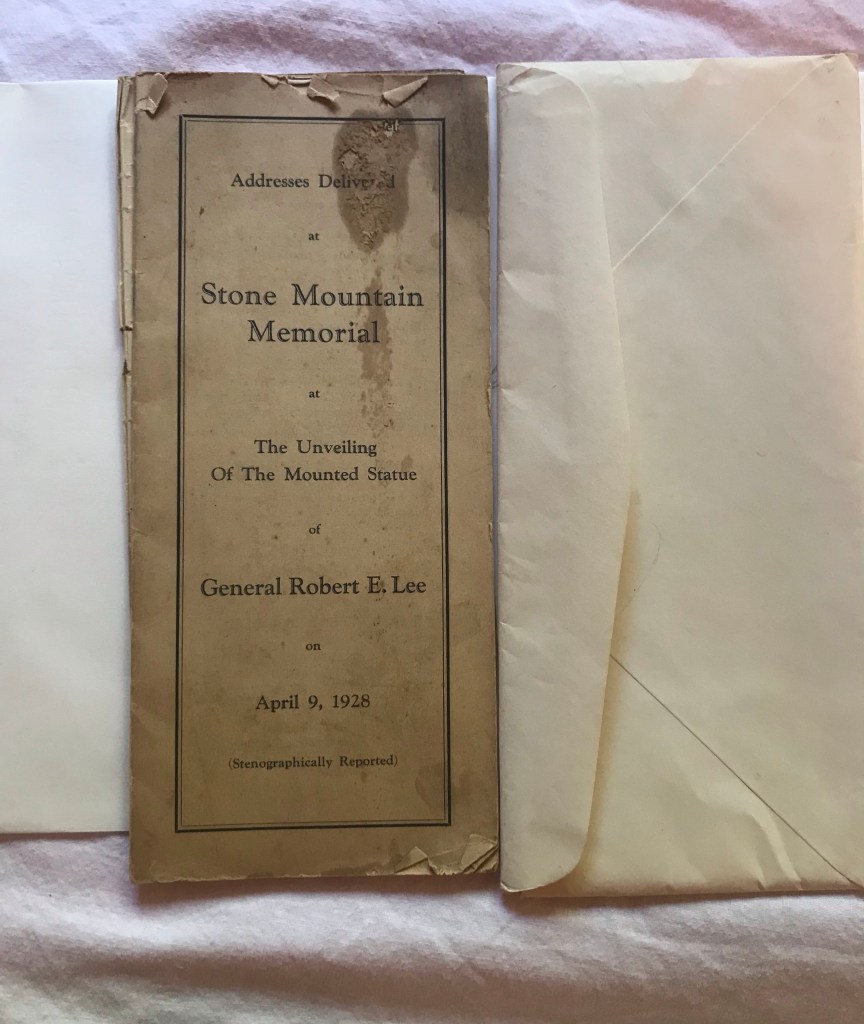 Addresses Delivered
at
Stone Mountain
Memorial
at
The Unveiling
Of The Mounted Statue
of
General Robert E. Lee
on
April 9, 1928
(Stenographically Reported)